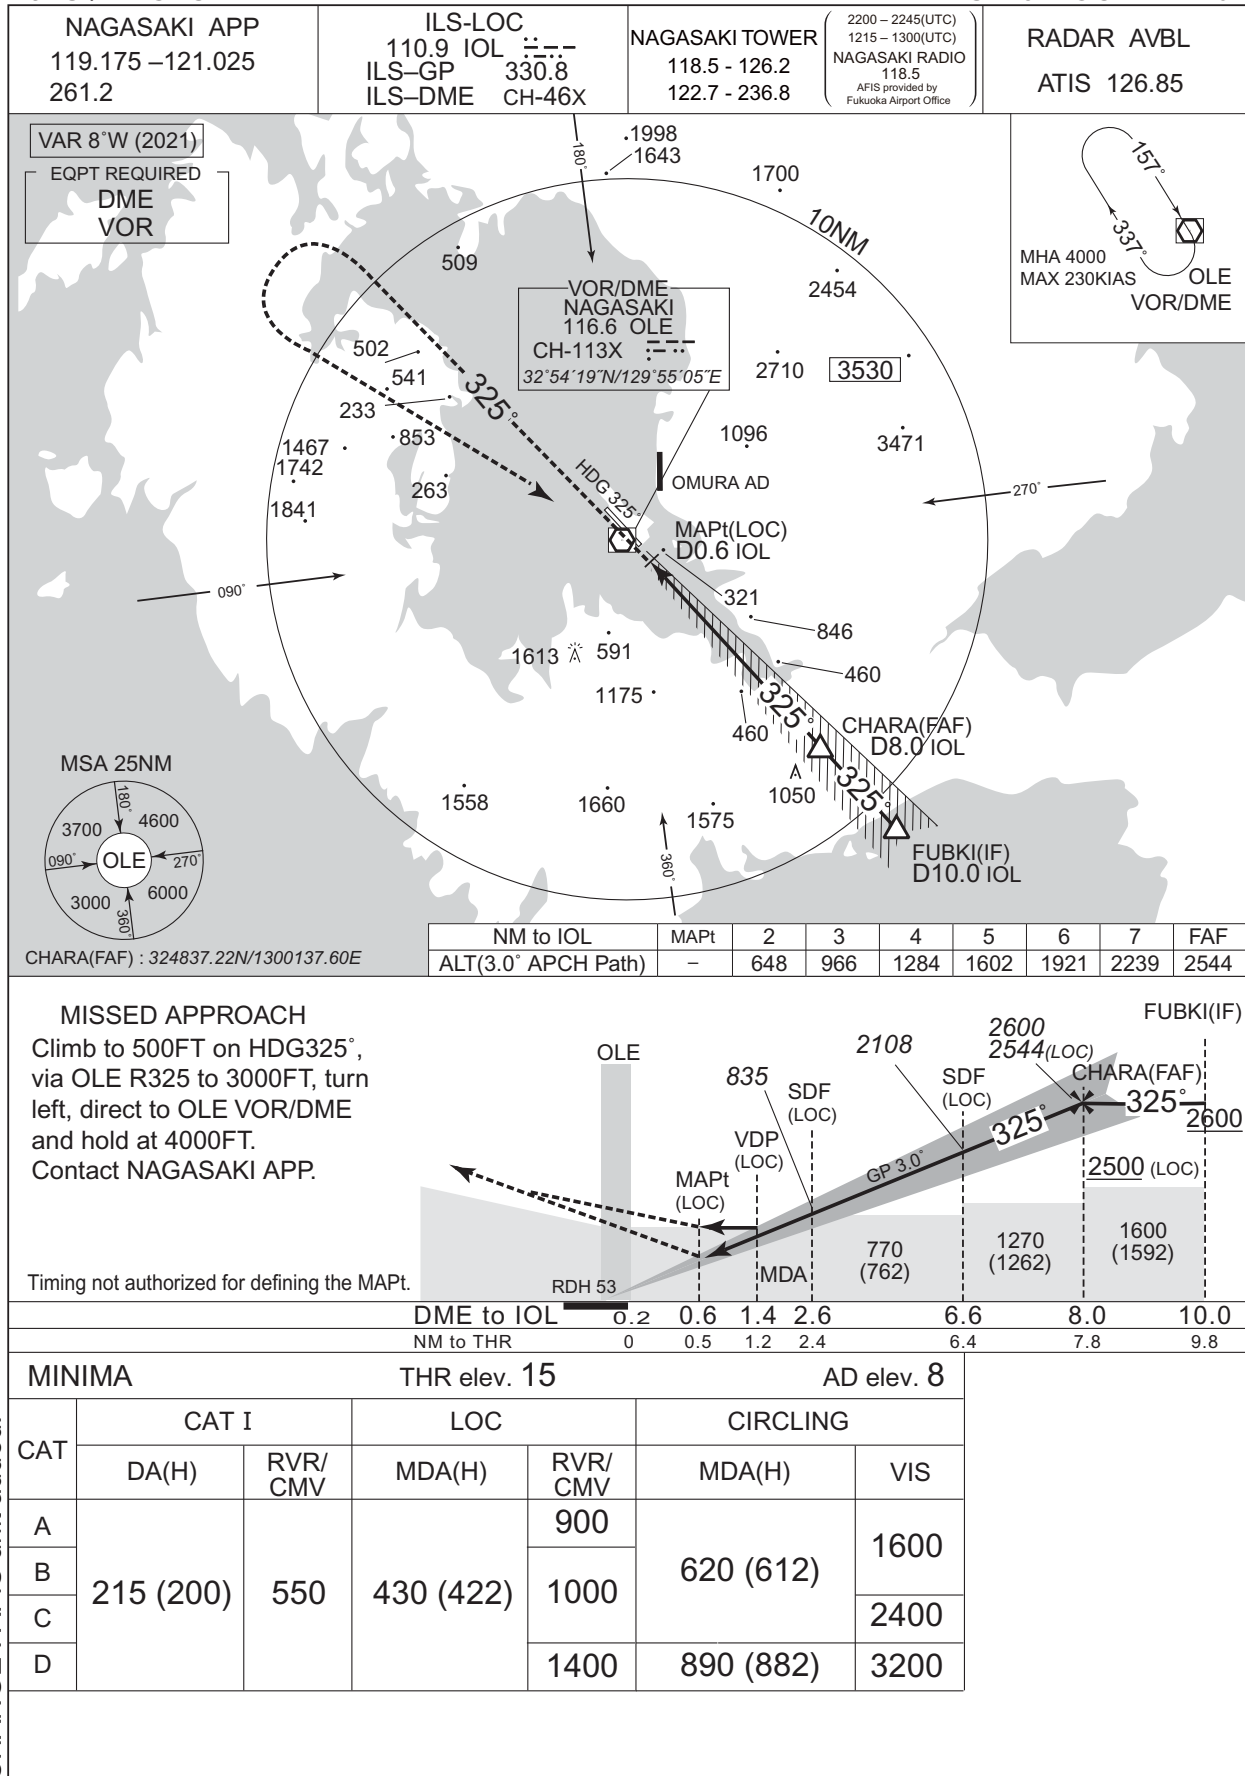 NAGASAKI APP
119.175 –121.025
261.2
ILS-LOC
110.9 IOL
ILS–GP 330.8
ILS–DME CH-46X
NAGASAKI TOWER
118.5 - 126.2
122.7 - 236.8
2200 – 2245(UTC)
1215 – 1300(UTC)
NAGASAKI RADIO
118.5
AFIS provided by
Fukuoka Airport Office
RADAR AVBL
ATIS 126.85
VAR 8°W (2021)
EQPT REQUIRED
DME
VOR
180°
1998
1643
1700
10NM
509
2454
157°
337°
MHA 4000
MAX 230KIAS
OLE
VOR/DME
VOR/DME
NAGASAKI
116.6 OLE
CH-113X
32°54´19˝N/129°55´05˝E
502
541
233
325°
2710
3530
1467
853
1742
1096
3471
263
1841
HDG 325°
OMURA AD
270°
MAPt(LOC)
D0.6 IOL
090°
321
846
1613
591
460
1175
325°
460
CHARA(FAF)
D8.0 IOL
325°
1050
1558
1660
1575
360°
FUBKI(IF)
D10.0 IOL
MSA 25NM
180°
3700
4600
090°
OLE
270°
3000
6000
360°
CHARA(FAF) : 324837.22N/1300137.60E
NM to IOL MAPt 2 3 4 5 6 7 FAF
ALT(3.0° APCH Path) – 648 966 1284 1602 1921 2239 2544
MISSED APPROACH
Climb to 500FT on HDG325°,
via OLE R325 to 3000FT, turn
left, direct to OLE VOR/DME
and hold at 4000FT.
Contact NAGASAKI APP.
Timing not authorized for defining the MAPt.
OLE
835
2108
2600
2544(LOC)
FUBKI(IF)
CHARA(FAF)
SDF
(LOC)
SDF
(LOC)
VDP
(LOC)
MAPt
(LOC)
325°
325°
2600
GP 3.0°
2500 (LOC)
770
(762)
1270
(1262)
1600
(1592)
MDA
RDH 53
DME to IOL 0.2 0.6 1.4 2.6 6.6 8.0 10.0
NM to THR 0 0.5 1.2 2.4 6.4 7.8 9.8
MINIMA THR elev. 15 AD elev. 8
CAT CAT I LOC CIRCLING
DA(H) RVR/CMV MDA(H) RVR/CMV MDA(H) VIS
A 215 (200) 550 430 (422) 900 620 (612) 1600
B 1000
C 2400
D 1400 890 (882) 3200